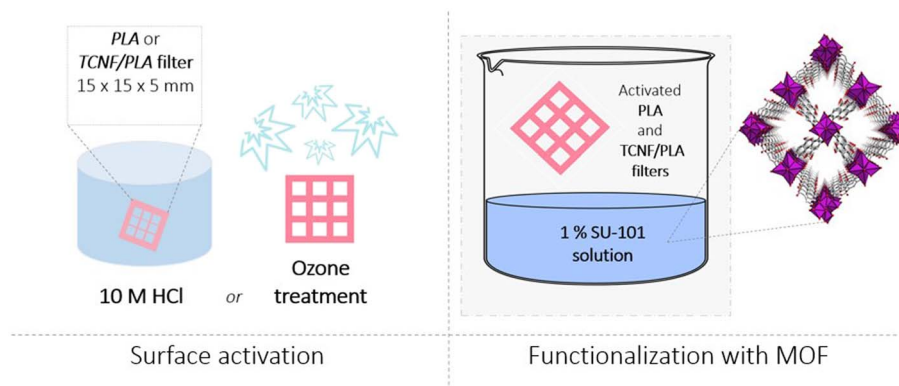 PLA or
TCNF/PLA filter
15 x 15 x 5 mm
10 M HCl
or
Ozone
treatment
Surface activation
Activated
PLA
and
TCNF/PLA
filters
1 % SU-101
solution
Functionalization with MOF